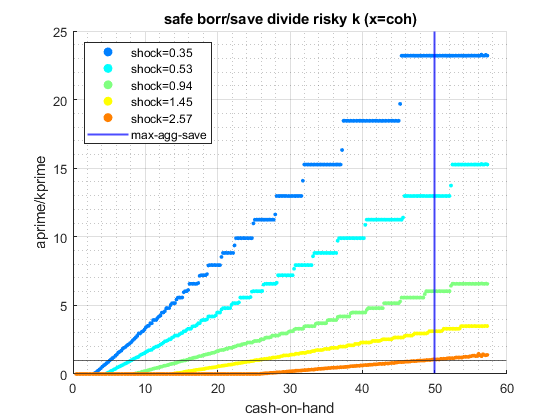 safe borr/save divide risky k (x=coh)
25
20
15
10
5
0
aprime/kprime
shock=0.35
shock=0.53
shock=0.94
shock=1.45
shock=2.57
max-agg-save
0
10
20
30
40
50
60
cash-on-hand